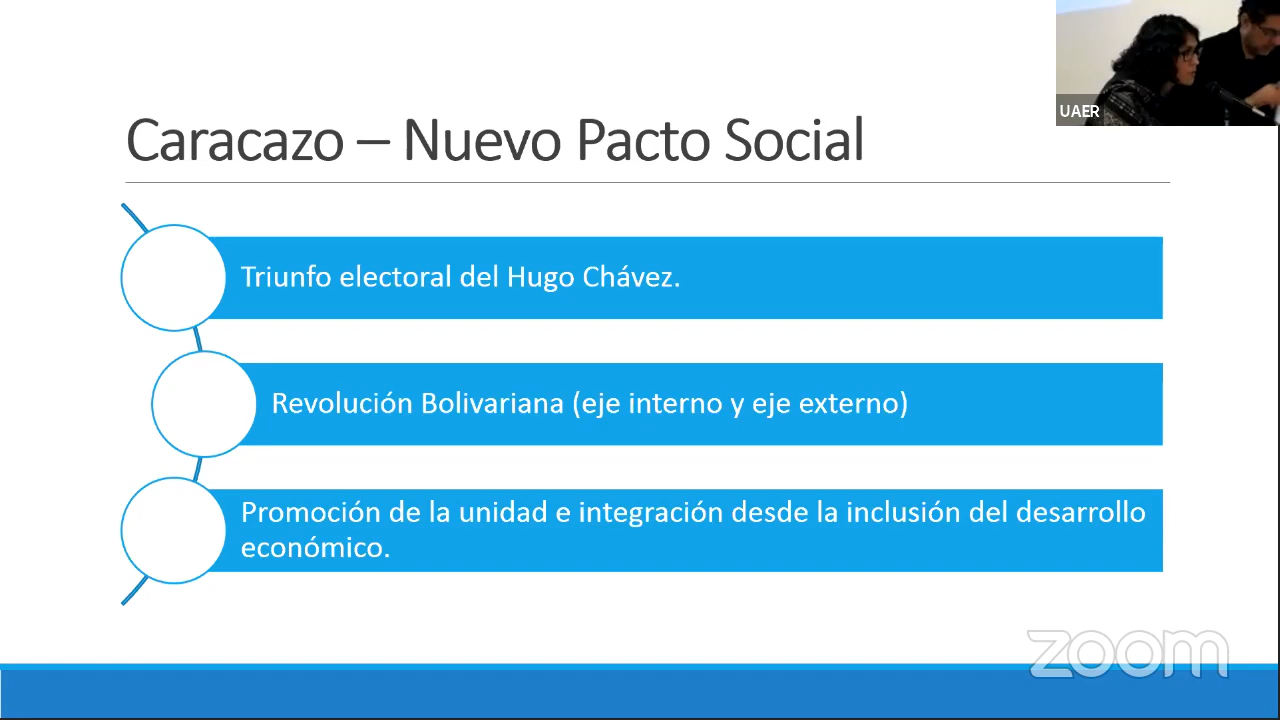 UAER
Caracazo – Nuevo Pacto Social
Triunfo electoral del Hugo Chávez.
Revolución Bolivariana (eje interno y eje externo)
Promoción de la unidad e integración desde la inclusión del desarrollo
económico.
zoom